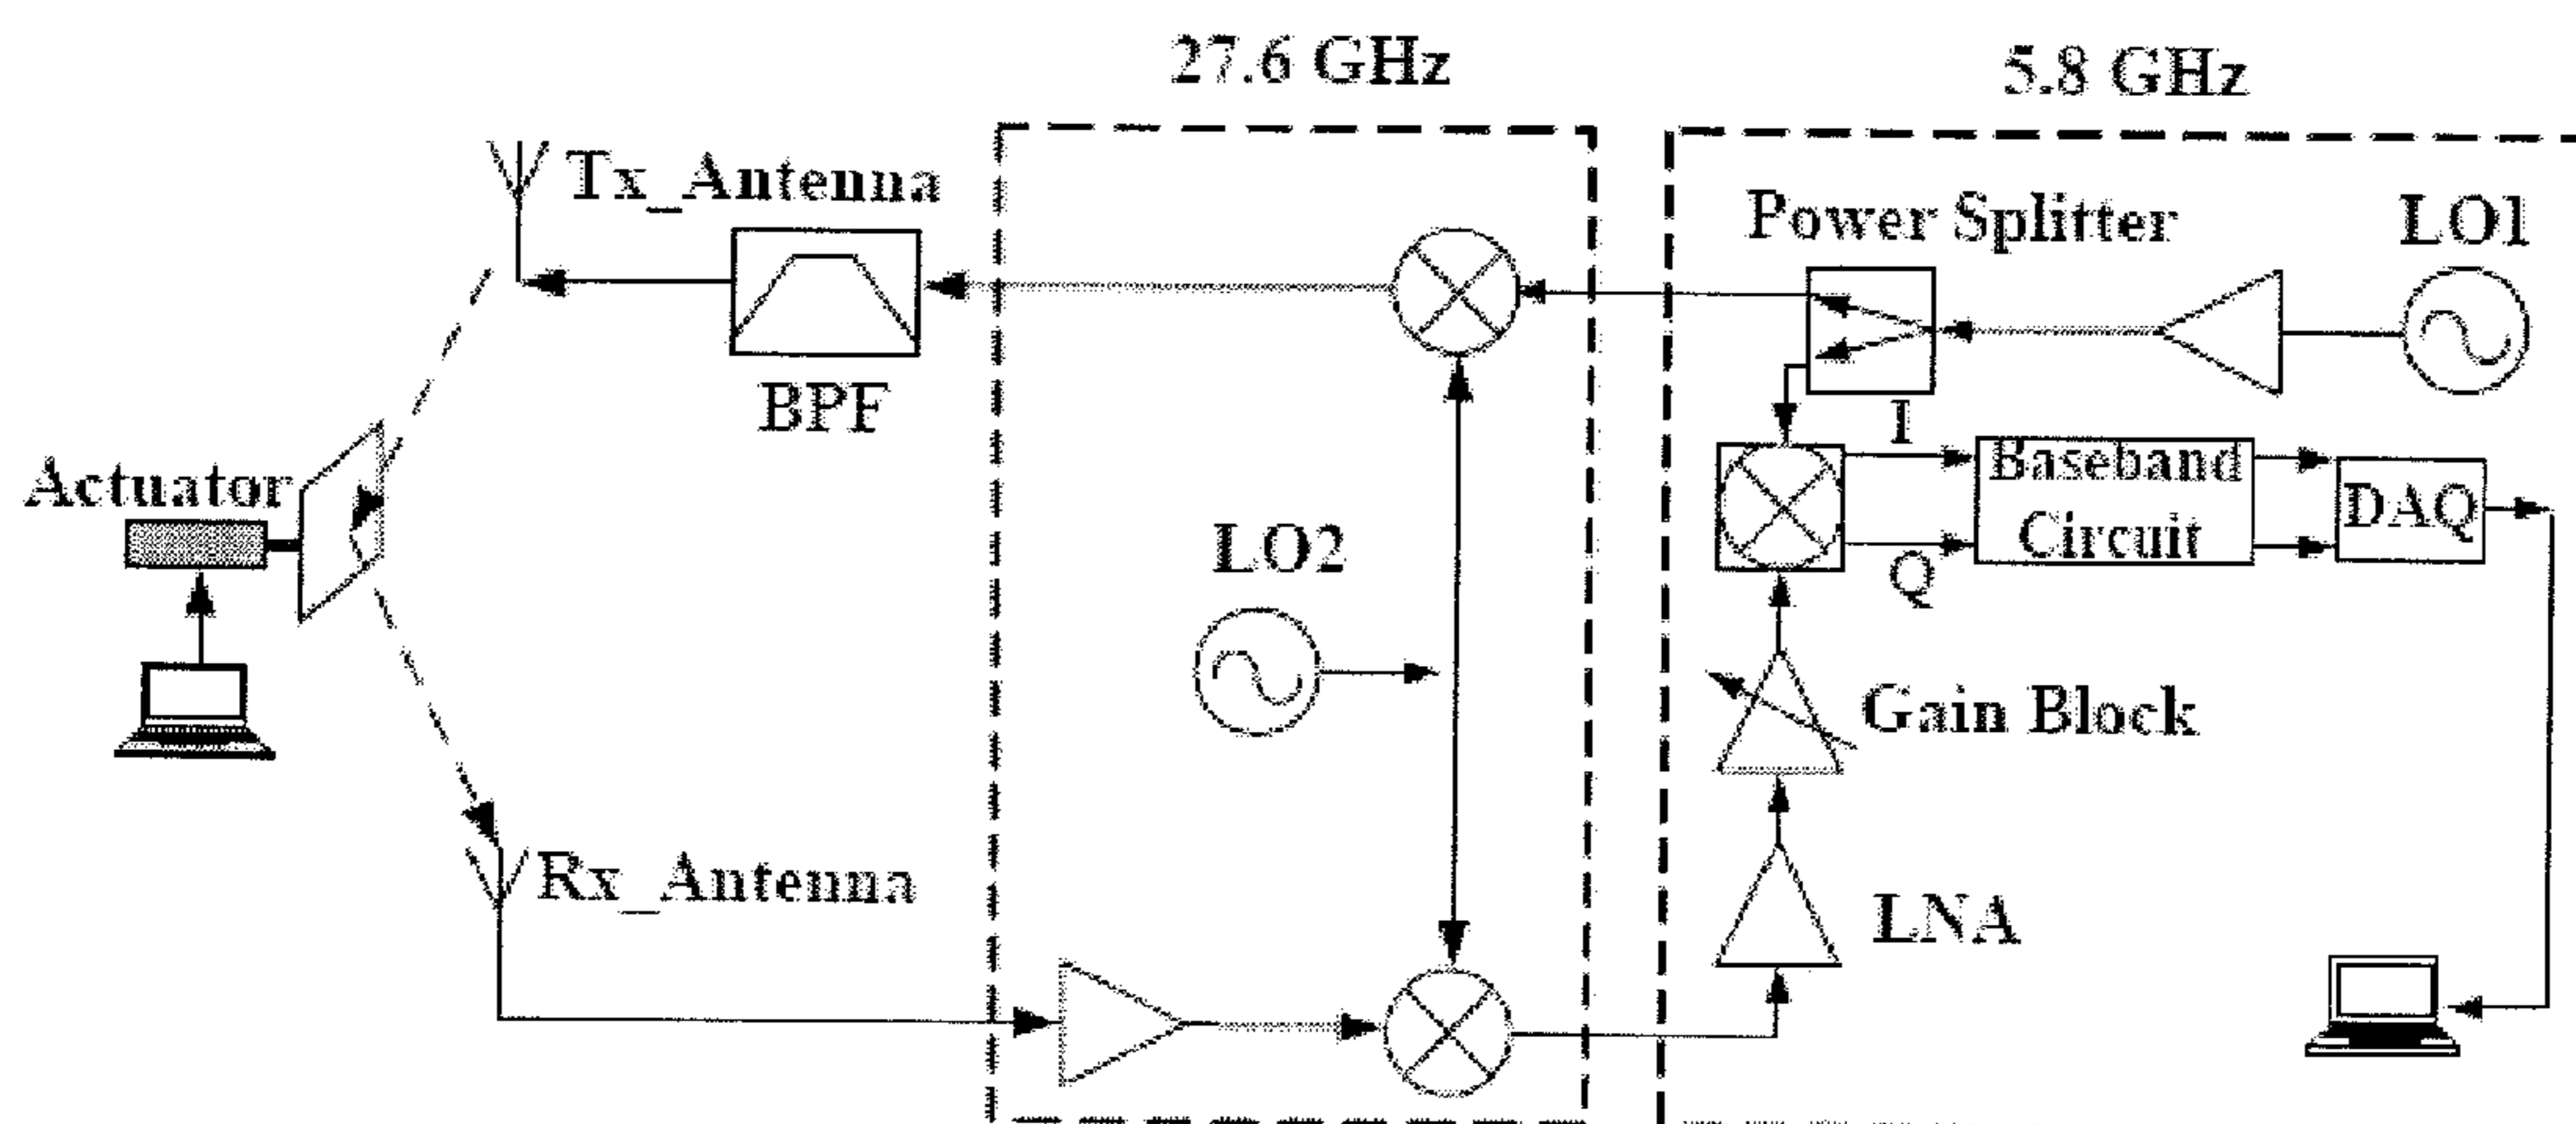 27.6 GHz
5.8 GHz
Tx_Antenna
Power Splitter
LO1
BPF
I
Actuator
Baseband
Circuit
DAQ
LO2
Q
Gain Block
Rx_Antenna
LNA